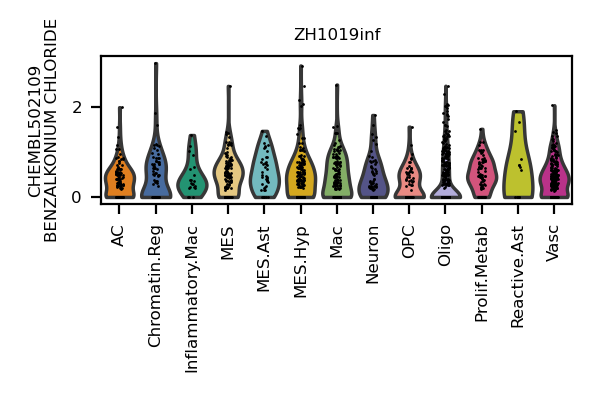 ZH1019inf
CHEMBL502109
BENZALKONIUM CHLORIDE
2
0
AC
Chromatin.Reg
Inflammatory.Mac
MES
MES.Ast
MES.Hyp
Mac
Neuron
OPC
Oligo
Prolif.Metab
Reactive.Ast
Vasc